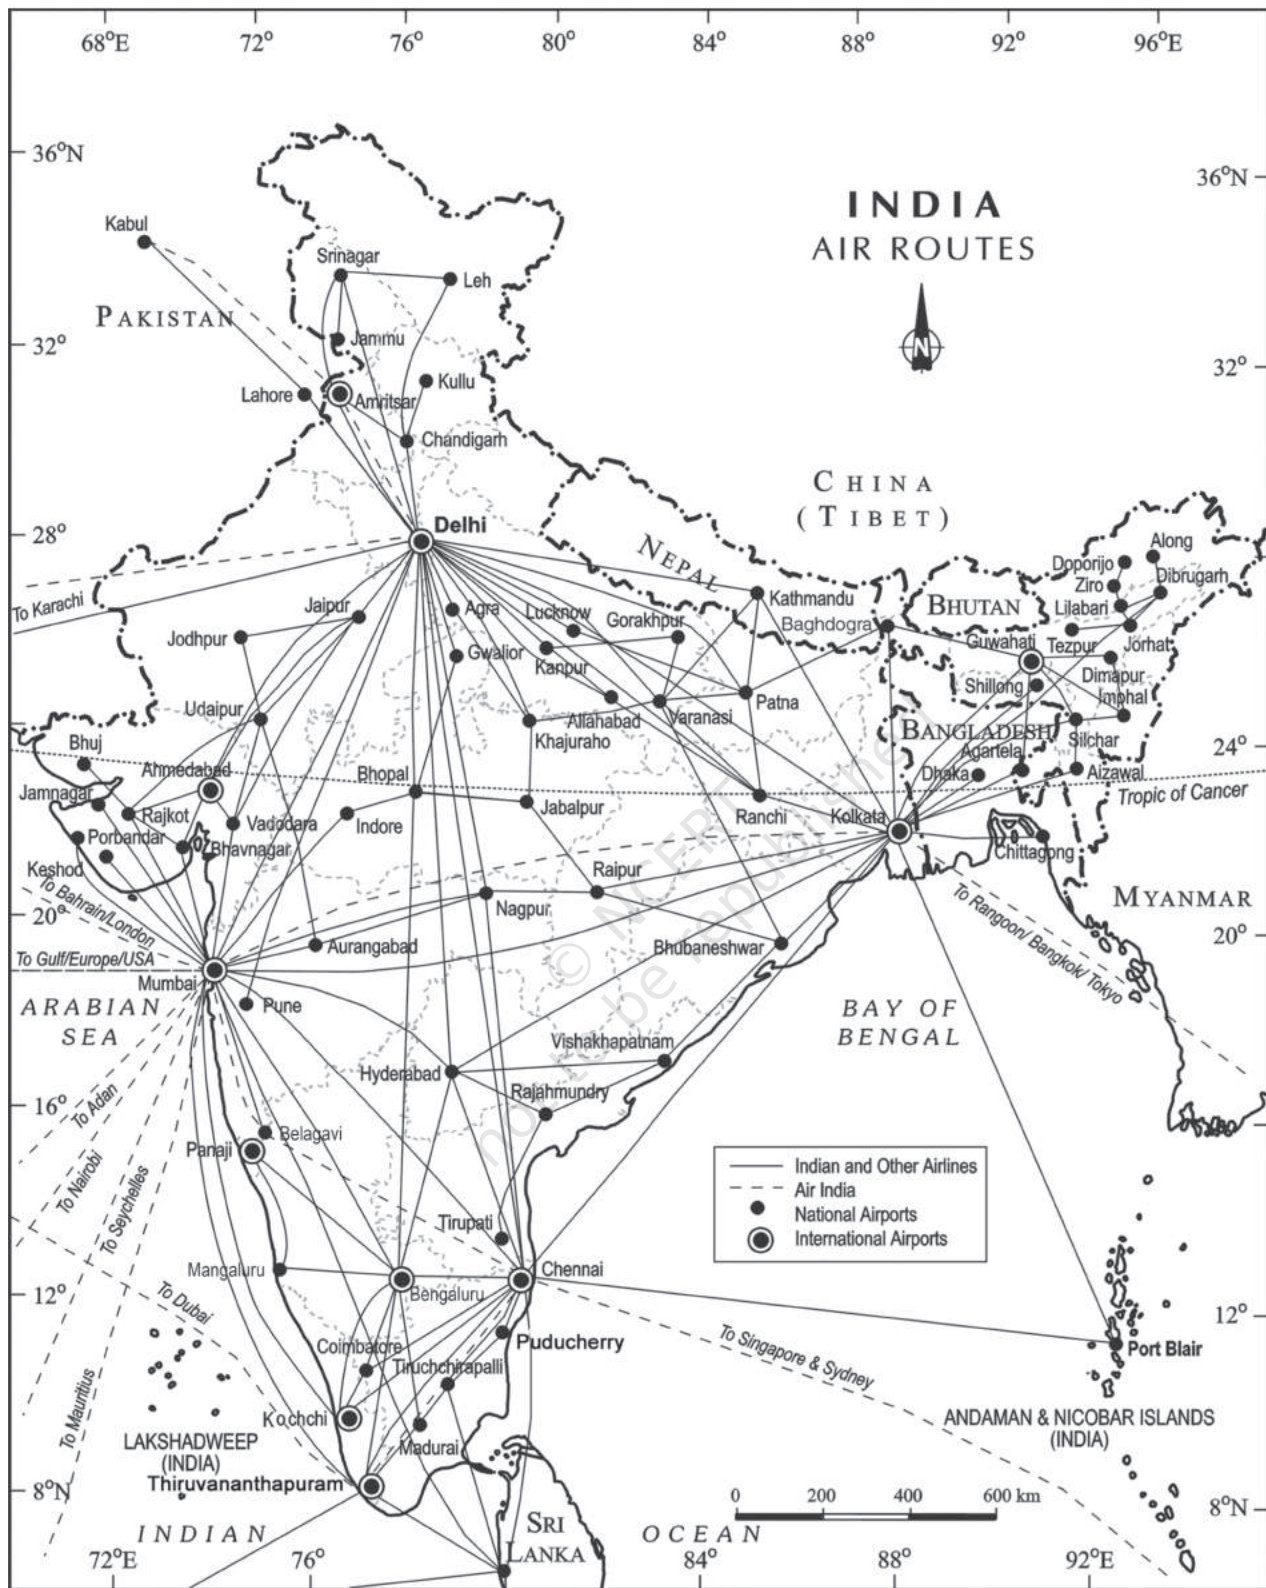 68°E 72° 76° 80° 84° 88° 92° 96°E
36°N
36°N
INDIA
AIR ROUTES
Kabul
Srinagar
Leh
PAKISTAN
N
Jammu
32°
32°
Kullu
Lahore
Amritsar
Chandigarh
CHINA
(TIBET)
Delhi
28°
28°
NEPAL
Along
Doporijo
Ziro
Dibrugarh
To Karachi
Jaipur
Agra
Lucknow
Gorakhpur
Kathmandu
BHUTAN
Lilabari
Baghdogra
Jodhpur
Gwalior
Kanpur
Guwahati
Tezpur
Jorhat
Shillong
Dimapur
Imphal
Udaipur
Allahabad
Varanasi
Patna
Khajuraho
BANGLADESH
Silchar
24°
Bhuj
Agartela
Ahmedabad
Bhopal
Dhaka
Aizawal
Jamnagar
Rajkot
Vadodara
Indore
Jabalpur
Ranchi
Kolkata
Tropic of Cancer
Porbandar
Bhavnagar
Chittagong
Keshod
Raipur
To Bahrain/London
Nagpur
MYANMAR
20°
20°
Aurangabad
Bhubaneshwar
To Rangoon/ Bangkok/ Tokyo
To Gulf/Europe/USA
Mumbai
© NCERT
not to be republished
ARABIAN
SEA
Pune
BAY OF
BENGAL
Vishakhapatnam
Hyderabad
Rajahmundry
16°
16°
To Adan
Belagavi
Panaji
To Nairobi
To Seychelles
Indian and Other Airlines
Air India
National Airports
International Airports
Tirupati
Mangaluru
Chennai
Bengaluru
12°
12°
To Dubai
Puducherry
Coimbatore
Tiruchchirapalli
To Singapore & Sydney
Port Blair
To Mauritius
Kochchi
Madurai
ANDAMAN & NICOBAR ISLANDS
(INDIA)
LAKSHADWEEP
(INDIA)
Thiruvananthapuram
8°N
8°N
0 200 400 600 km
INDIAN OCEAN
SRI
LANKA
72°E 76° 84° 88° 92°E